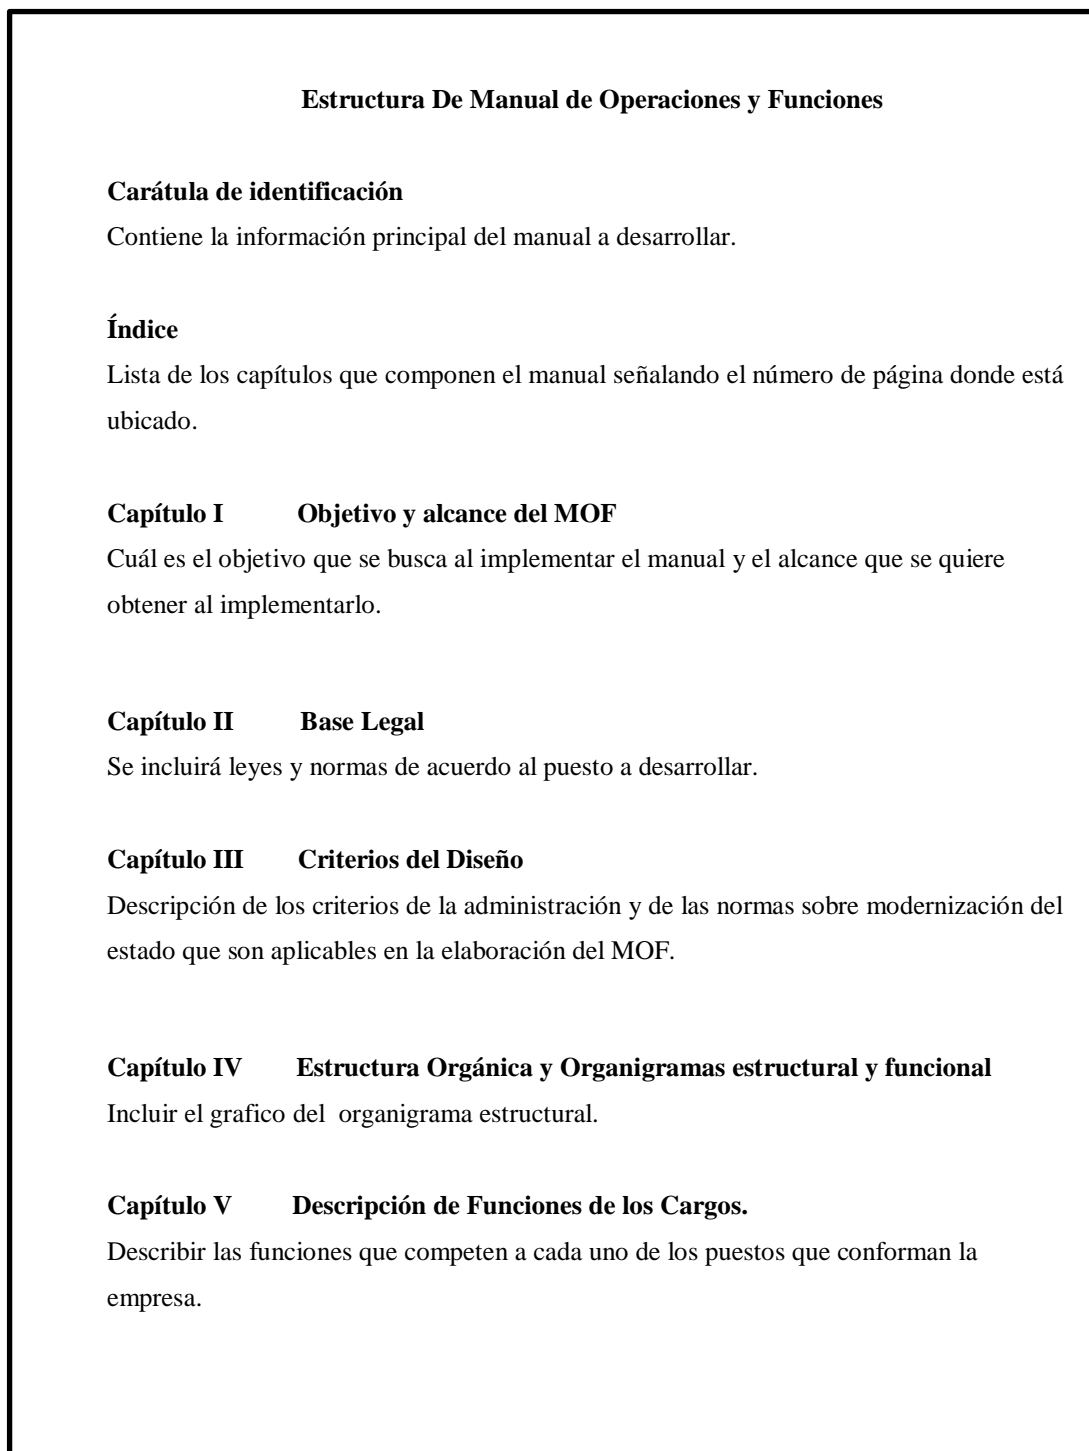 Estructura De Manual de Operaciones y Funciones
Carátula de identificación
Contiene la información principal del manual a desarrollar.
Índice
Lista de los capítulos que componen el manual señalando el número de página donde está
ubicado.
Capítulo I Objetivo y alcance del MOF
Cuál es el objetivo que se busca al implementar el manual y el alcance que se quiere
obtener al implementarlo.
Capítulo II Base Legal
Se incluirá leyes y normas de acuerdo al puesto a desarrollar.
Capítulo III Criterios del Diseño
Descripción de los criterios de la administración y de las normas sobre modernización del
estado que son aplicables en la elaboración del MOF.
Capítulo IV Estructura Orgánica y Organigramas estructural y funcional
Incluir el grafico del organigrama estructural.
Capítulo V Descripción de Funciones de los Cargos.
Describir las funciones que competen a cada uno de los puestos que conforman la
empresa.